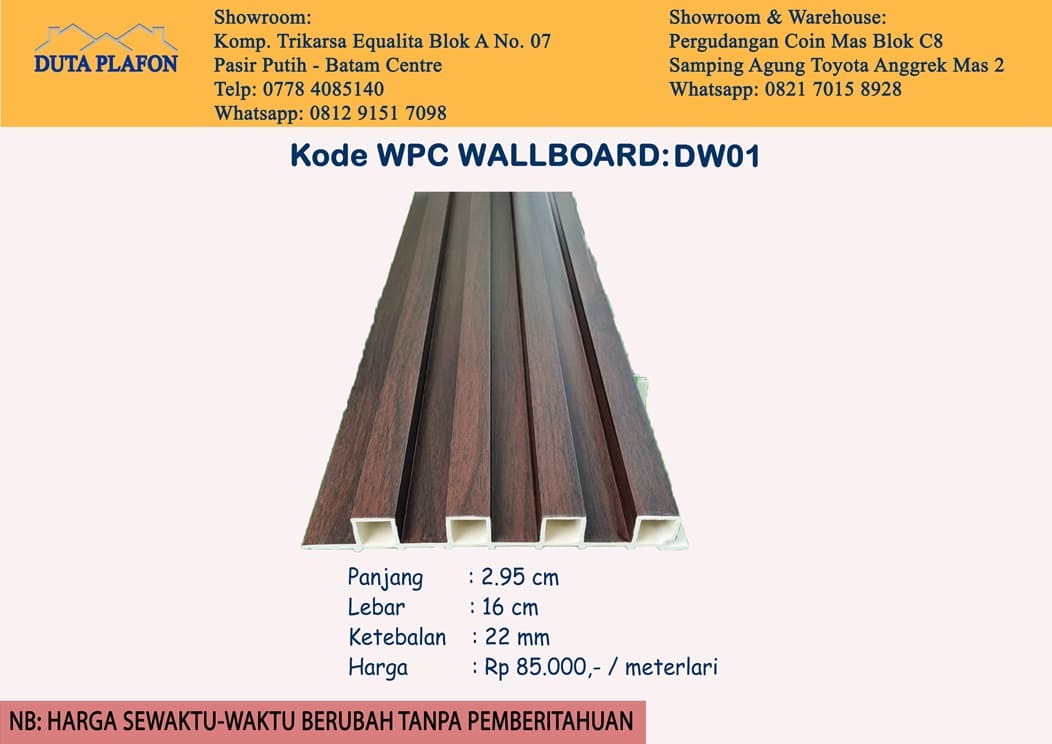 DUTA PLAFON
Showroom:
Komp. Trikarsa Equalita Blok A No. 07
Pasir Putih - Batam Centre
Telp: 0778 4085140
Whatsapp: 0812 9151 7098
Showroom & Warehouse:
Pergudangan Coin Mas Blok C8
Samping Agung Toyota Anggrek Mas 2
Whatsapp: 0821 7015 8928
Kode WPC WALLBOARD: DW01
Panjang : 2.95 cm
Lebar : 16 cm
Ketebalan : 22 mm
Harga : Rp 85.000,- / meterlari
NB: HARGA SEWAKTU-WAKTU BERUBAH TANPA PEMBERITAHUAN